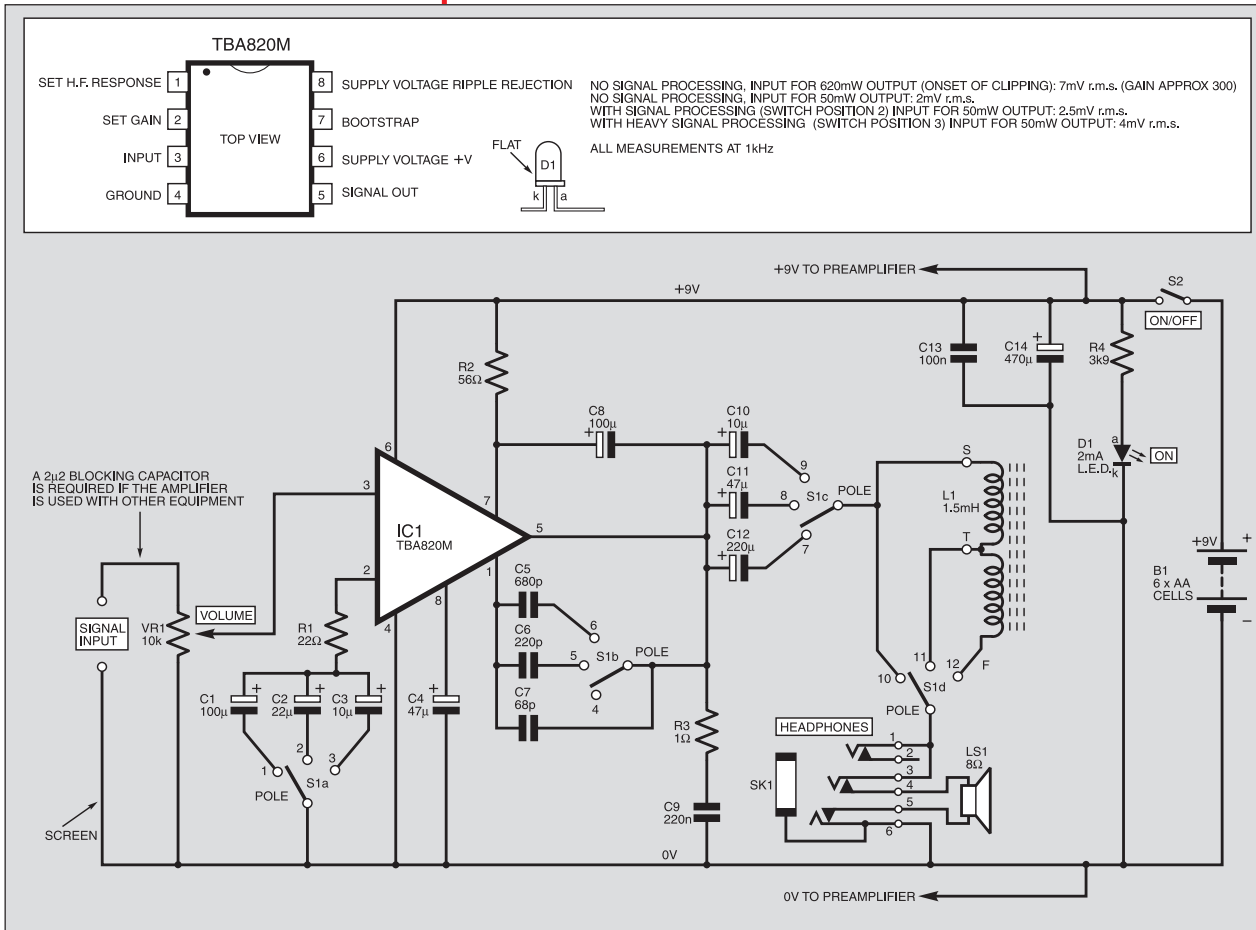 TBA820M
SET H.F. RESPONSE 1
SET GAIN 2
INPUT 3
GROUND 4
TOP VIEW
8 SUPPLY VOLTAGE RIPPLE REJECTION
7 BOOTSTRAP
6 SUPPLY VOLTAGE +V
5 SIGNAL OUT
FLAT
D1
k a
NO SIGNAL PROCESSING, INPUT FOR 620mW OUTPUT (ONSET OF CLIPPING): 7mV r.m.s. (GAIN APPROX 300)
NO SIGNAL PROCESSING, INPUT FOR 50mW OUTPUT: 2mV r.m.s.
WITH SIGNAL PROCESSING (SWITCH POSITION 2) INPUT FOR 50mW OUTPUT: 2.5mV r.m.s.
WITH HEAVY SIGNAL PROCESSING (SWITCH POSITION 3) INPUT FOR 50mW OUTPUT: 4mV r.m.s.
ALL MEASUREMENTS AT 1kHz
+9V TO PREAMPLIFIER
+9V
S2
ON/OFF
R2
56Ω
C13
100n
+
C14
470µ
R4
3k9
C8
100µ
+
C10
10µ
+
C11
47µ
+
C12
220µ
+
9
8
7
S1c
POLE
S
L1
1.5mH
T
F
D1
2mA
L.E.D.
a
k
ON
+9V
+
B1
6 x AA
CELLS
−
A 2µ2 BLOCKING CAPACITOR
IS REQUIRED IF THE AMPLIFIER
IS USED WITH OTHER EQUIPMENT
6
3
7
IC1
TBA820M
5
2
1
8
4
SIGNAL
INPUT
VR1
10k
VOLUME
R1
22Ω
C5
680p
C6
220p
C7
68p
6
5
4
S1b
POLE
C1
100µ
+
C2
22µ
+
C3
10µ
+
C4
47µ
+
1
2
3
S1a
POLE
R3
1Ω
C9
220n
10
11
12
S1d
POLE
HEADPHONES
SK1
1
2
3
4
5
6
LS1
8Ω
SCREEN
0V
0V TO PREAMPLIFIER